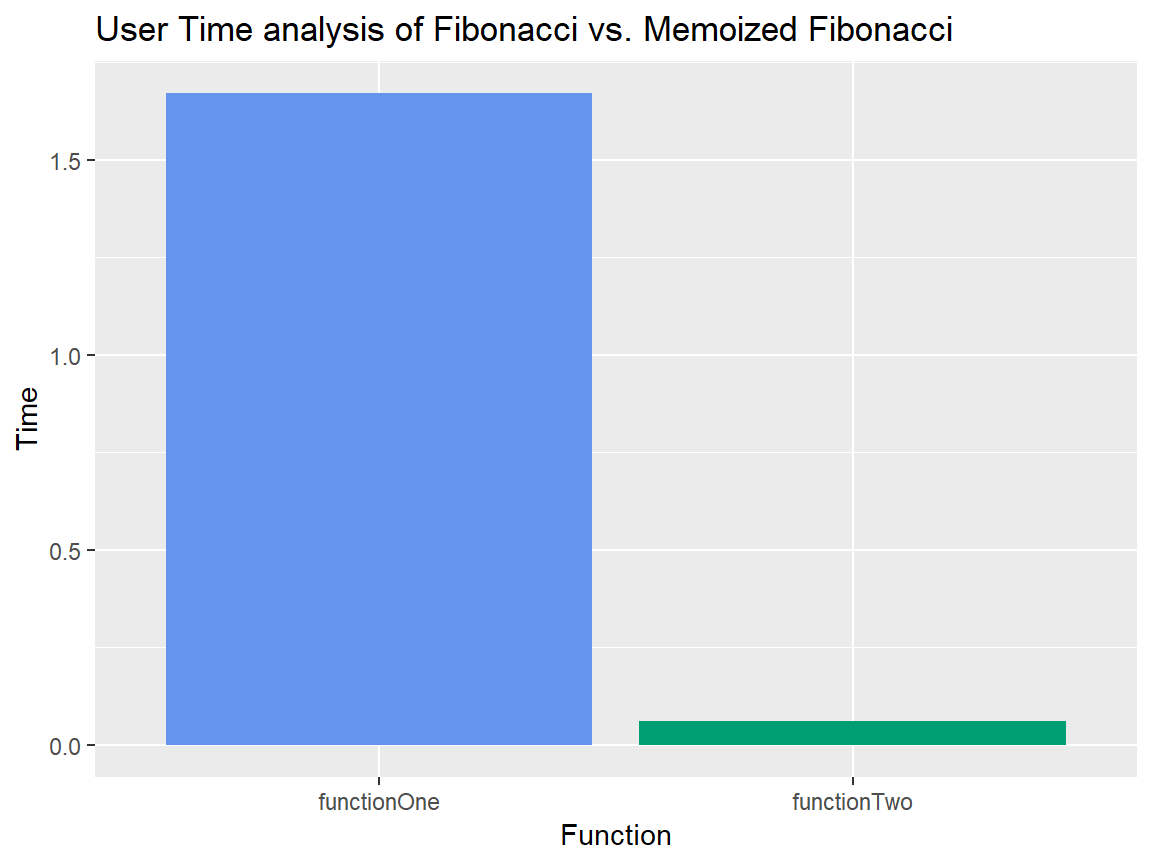 User Time analysis of Fibonacci vs. Memoized Fibonacci
1.5
1.0
0.5
0.0
Time
functionOne functionTwo
Function